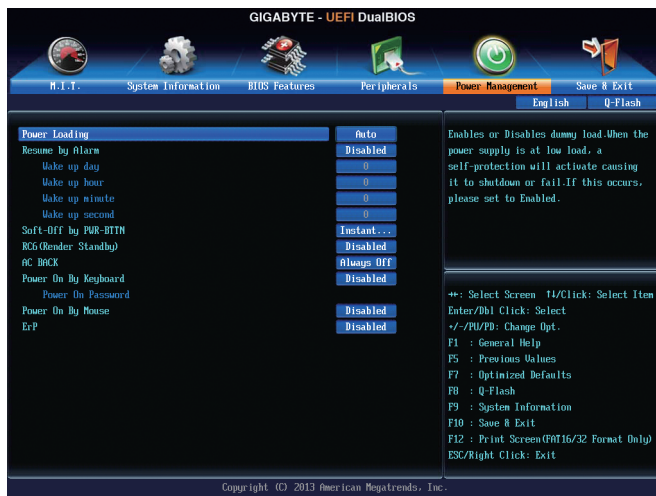 GIGABYTE - UEFI DualBIOS
M.I.T.
System Information
BIOS Features
Peripherals
Power Management
Save & Exit
English
Q-Flash
Power Loading Auto
Resume by Alarm Disabled
Wake up day 0
Wake up hour 0
Wake up minute 0
Wake up second 0
Soft-Off by PWR-BTTN Instant...
RC6(Render Standby) Disabled
AC BACK Always Off
Power On By Keyboard Disabled
Power On Password
Power On By Mouse Disabled
ErP Disabled
Enables or Disables dummy load.When the
power supply is at low load, a
self-protection will activate causing
it to shutdown or fail.If this occurs,
please set to Enabled.
↔: Select Screen ↑↓/Click: Select Item
Enter/Dbl Click: Select
+/-/PU/PD: Change Opt.
F1 : General Help
F5 : Previous Values
F7 : Optimized Defaults
F8 : Q-Flash
F9 : System Information
F10 : Save & Exit
F12 : Print Screen(FAT16/32 Format Only)
ESC/Right Click: Exit
Copyright (C) 2013 American Megatrends, Inc.